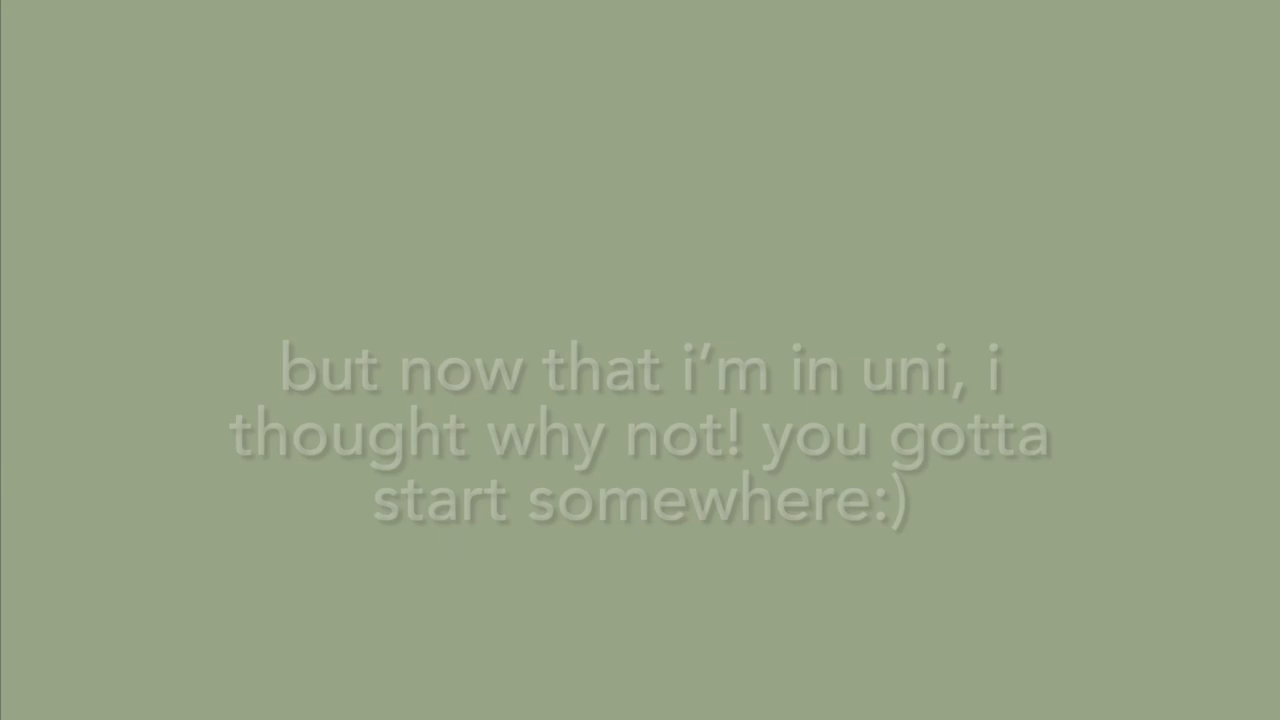 but now that i’m in uni, i
thought why not! you gotta
start somewhere:)